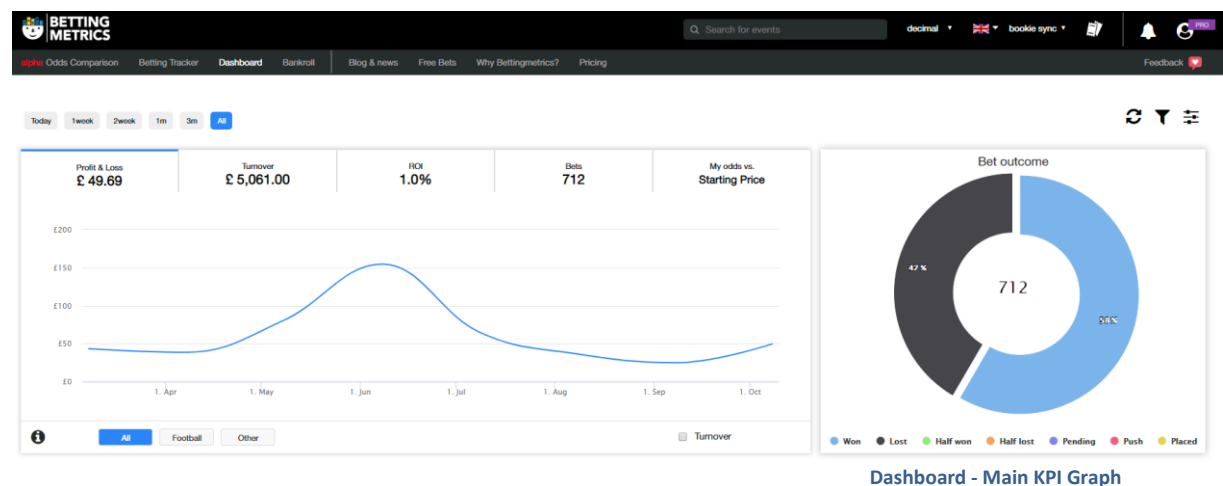 BETTING
METRICS
Search for events
decimal
bookie sync
PRO
alpha Odds Comparison Betting Tracker Dashboard Bankroll Blog & news Free Bets Why Bettingmetrics? Pricing Feedback
Today 1week 2week 1m 3m All
Profit & Loss Turnover ROI Bets My odds vs.
£ 49.69 £ 5,061.00 1.0% 712 Starting Price
£200
£150
£100
£50
£0
1. Apr 1. May 1. Jun 1. Jul 1. Aug 1. Sep 1. Oct
All Football Other Turnover
Bet outcome
42 %
712
58 %
Won Lost Half won Half lost Pending Push Placed
Dashboard - Main KPI Graph